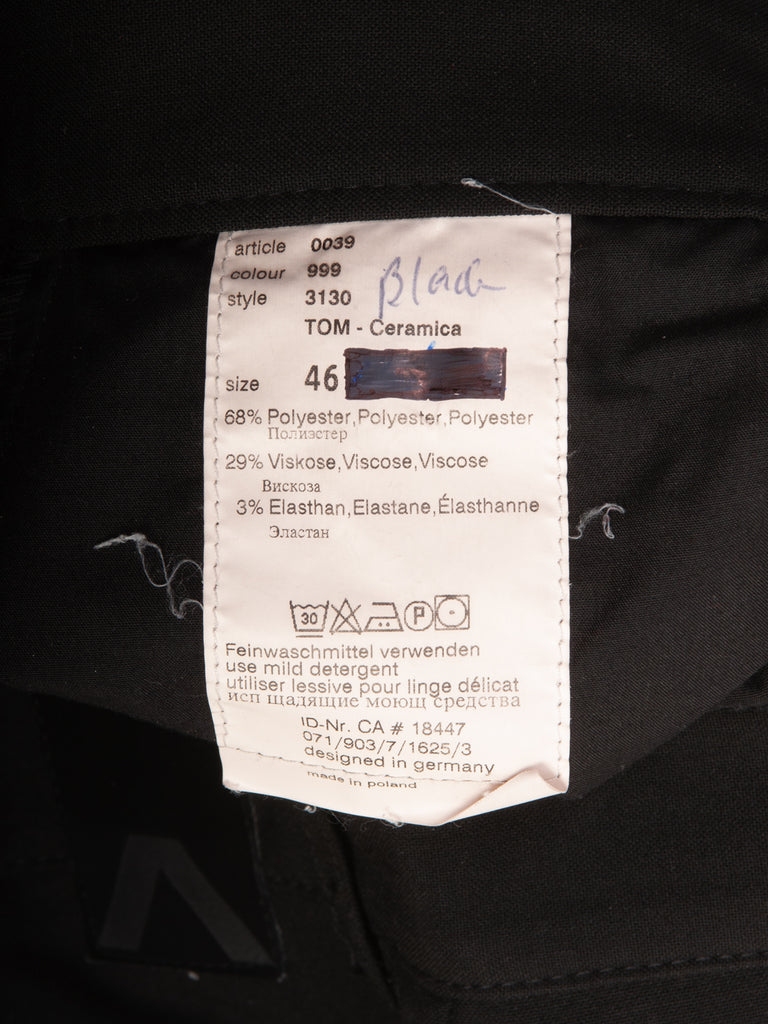 article 0039
colour 999
style 3130
Black
TOM - Ceramica
size 46
68% Polyester,Polyester,Polyester
Полиэстер
29% Viskose,Viscose,Viscose
Вискоза
3% Elasthan,Elastane,Élasthanne
Эластан
30 P
Feinwaschmittel verwenden
use mild detergent
utiliser lessive pour linge délicat
исп щадящие моющ средства
ID-Nr. CA # 18447
071/903/7/1625/3
designed in germany
made in poland